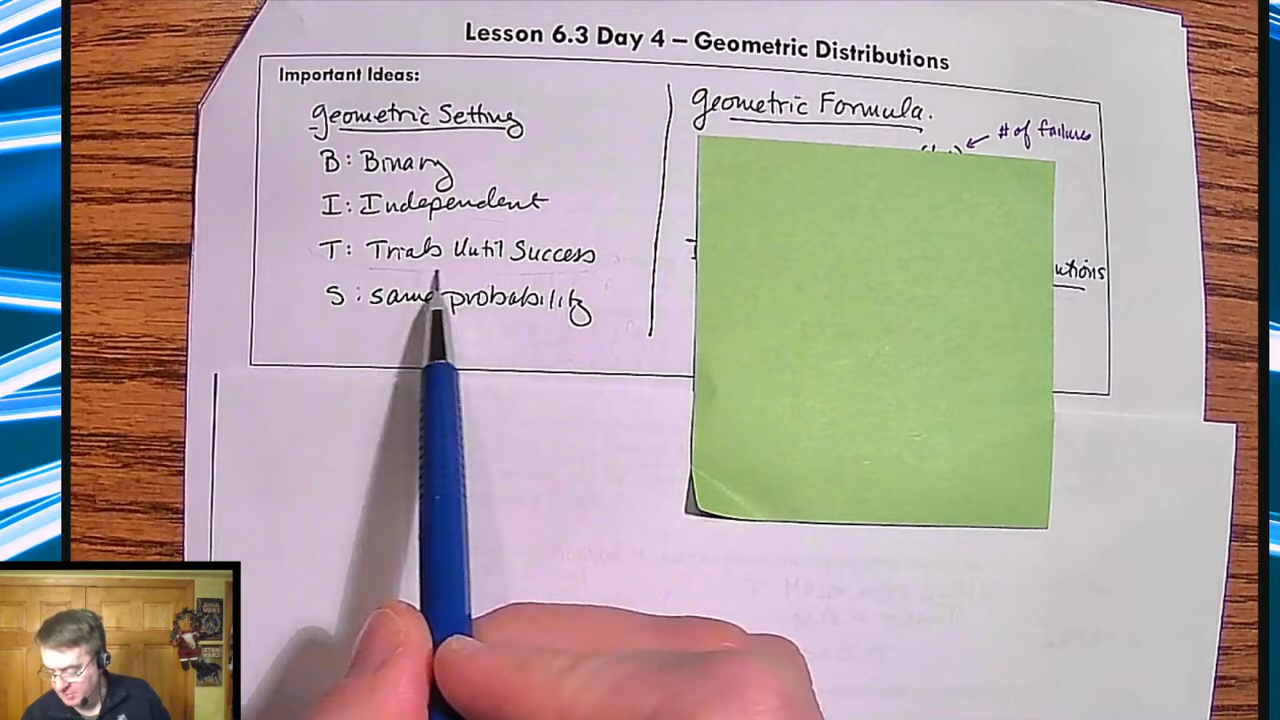 Lesson 6.3 Day 4 – Geometric Distributions
Important Ideas:
Geometric Setting
B: Binary
I: Independent
T: Trials Until Success
S: same probability
Geometric Formula.
# of failures